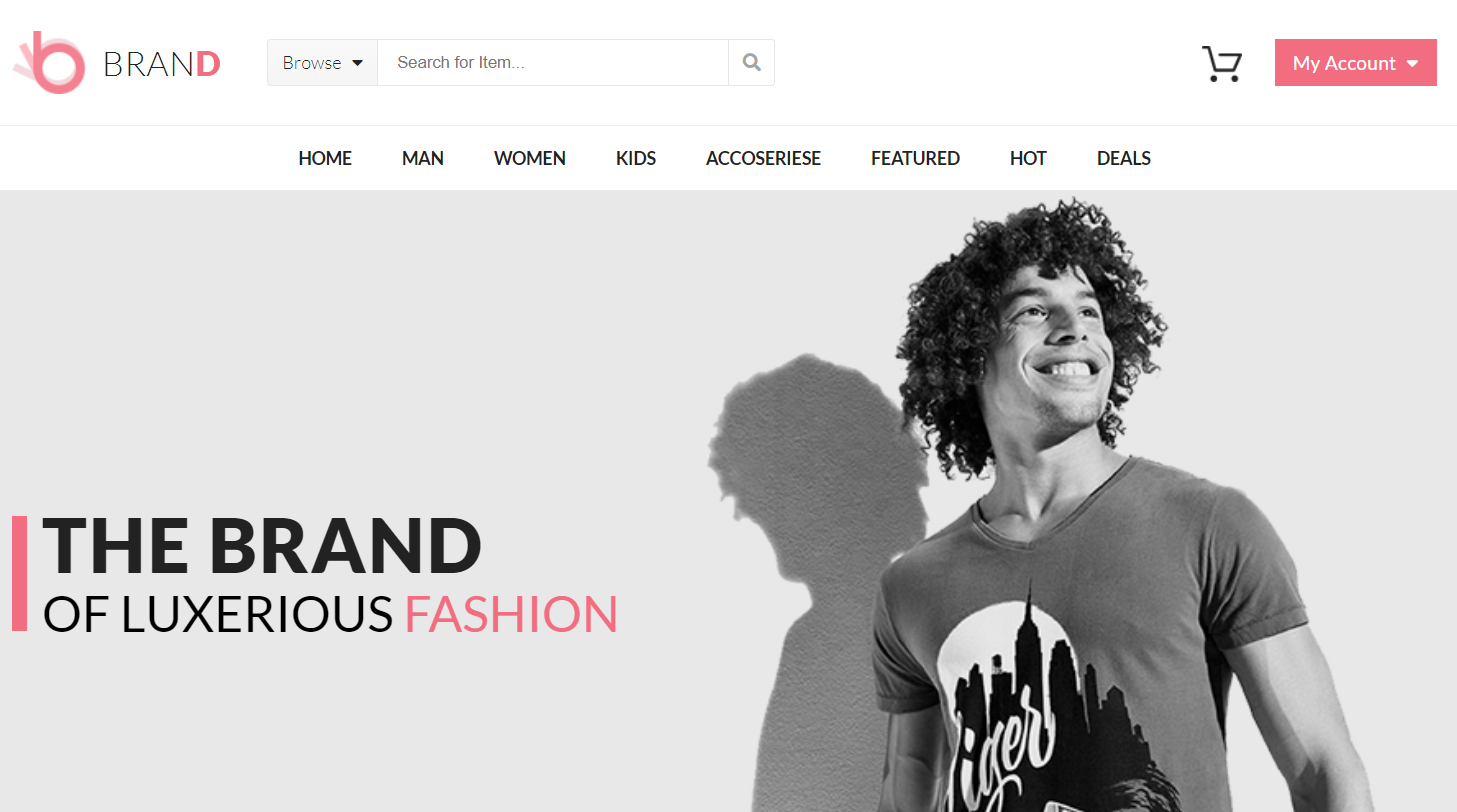 BRAND
Browse
Search for Item...
My Account
HOME MAN WOMEN KIDS ACCOSERIESE FEATURED HOT DEALS
THE BRAND
OF LUXERIOUS FASHION